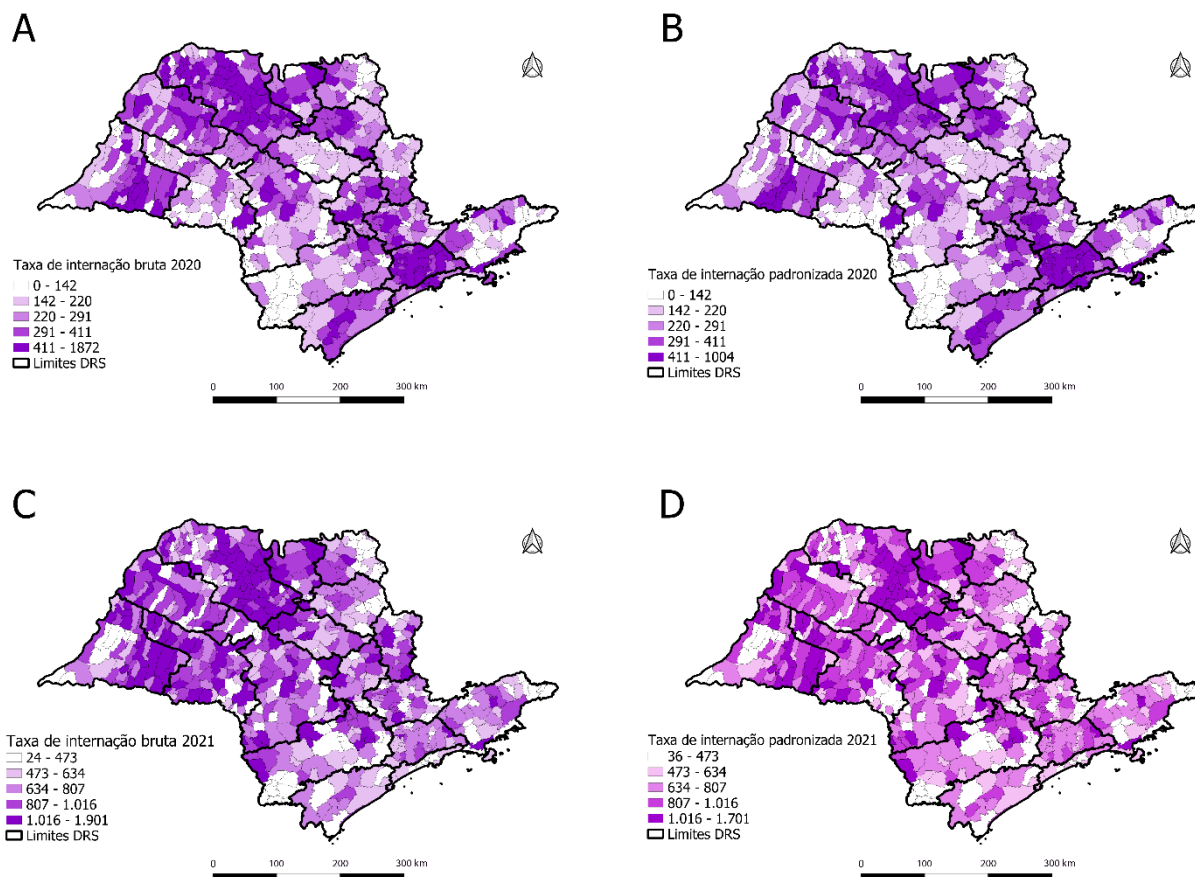 A
Taxa de internação bruta 2020
0 - 142
142 - 220
220 - 291
291 - 411
411 - 1872
Limites DRS
0 100 200 300 km
B
Taxa de internação padronizada 2020
0 - 142
142 - 220
220 - 291
291 - 411
411 - 1004
Limites DRS
0 100 200 300 km
C
Taxa de internação bruta 2021
24 - 473
473 - 634
634 - 807
807 - 1.016
1.016 - 1.901
Limites DRS
0 100 200 300 km
D
Taxa de internação padronizada 2021
36 - 473
473 - 634
634 - 807
807 - 1.016
1.016 - 1.701
Limites DRS
0 100 200 300 km